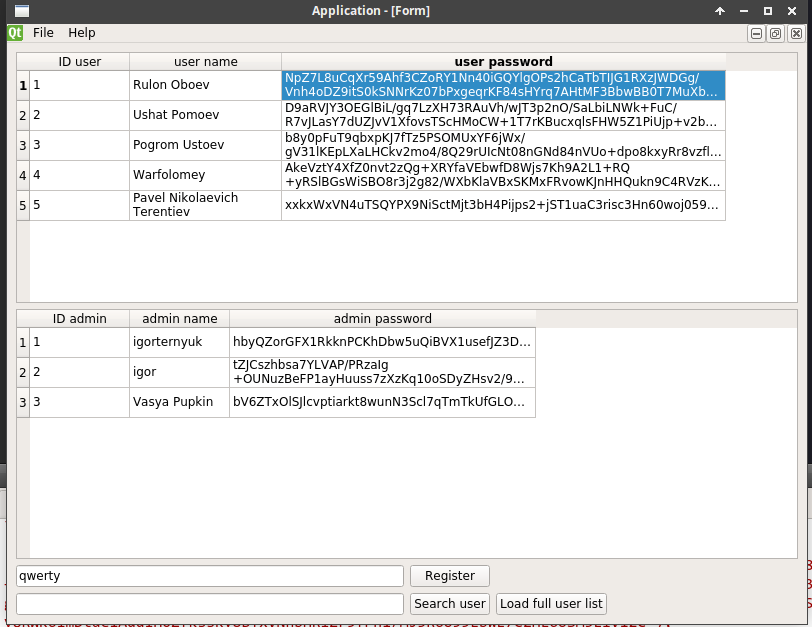 Application - [Form]
Qt File Help
ID user user name user password
1 1 Rulon Oboev NpZ7L8uCqXr59Ahf3CZoRY1Nn40iGQYlgOPs2hCaTbTIJG1RXzJWDGg/
Vnh4oDZ9itS0kSNNrKz07bPxgeqrKF84sHYrq7AHtMF3BbwBB0T7MuXb...
2 2 Ushat Pomoev D9aRVJY3OEGlBiL/gq7LzXH73RAuVh/wJT3p2nO/SaLbiLNWk+FuC/
R7vJLasY7dUZJvV1XfovsTScHMoCW+1T7rKBucxqlsFHW5Z1PiUjp+v2b...
3 3 Pogrom Ustoev b8y0pFuT9qbxpKJ7fTz5PSOMUxYF6jWx/
gV31lKEpLXaLHCkv2mo4/8Q29rUIcNt08nGNd84nVUo+dpo8kxyRr8vzfl...
4 4 Warfolomey AkeVztY4XfZ0nvt2zQg+XRYfaVEbwfD8Wjs7Kh9A2L1+RQ
+yRSlBGsWiSBO8r3j2g82/WXbKlaVBxSKMxFRvowKJnHHQukn9C4RVzK...
5 5 Pavel Nikolaevich
Terentiev xxkxWxVN4uTSQYPX9NiSctMjt3bH4Pijps2+jST1uaC3risc3Hn60woj059...
ID admin admin name admin password
1 1 igorternyuk hbyQZorGFX1RkknPCKhDbw5uQiBVX1usefJZ3D...
2 2 igor tZJCszhbsa7YLVAP/PRzaIg
+OUNuzBeFP1ayHuuss7zXzKq10oSDyZHsv2/9...
3 3 Vasya Pupkin bV6ZTxOlSJlcvptiarkt8wunN3Scl7qTmTkUfGLO...
qwerty Register
Search user Load full user list